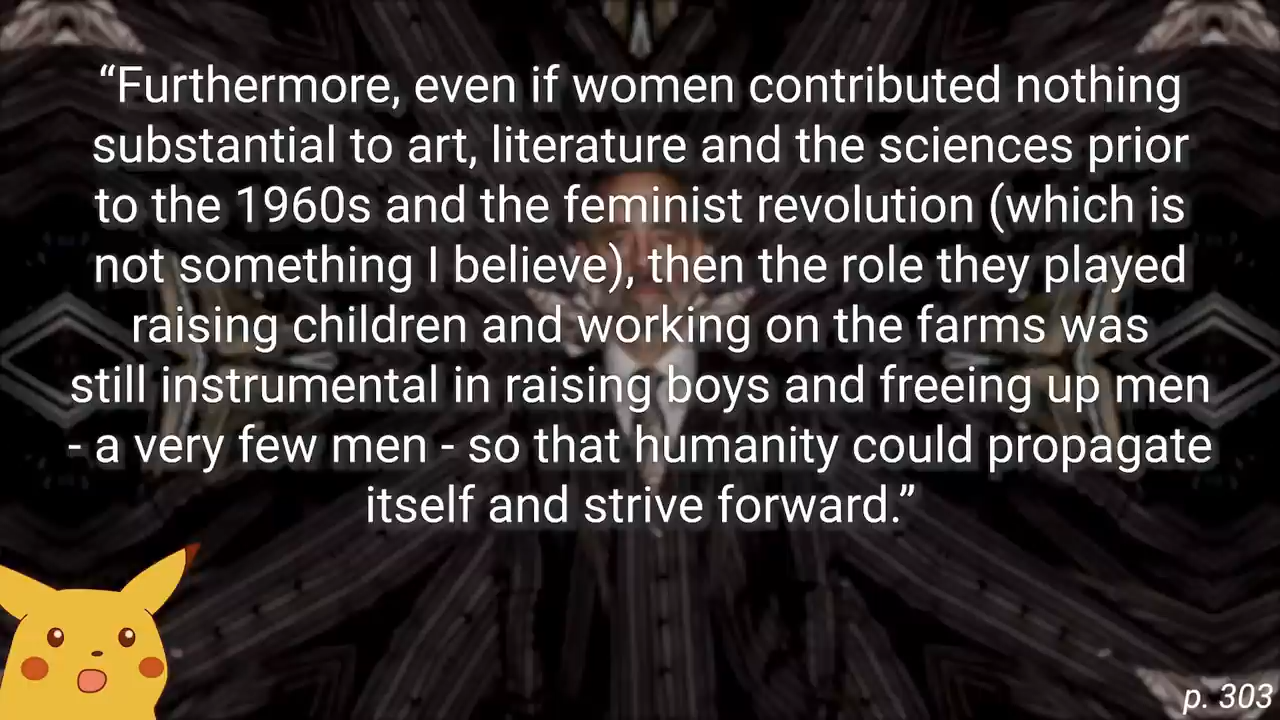 “Furthermore, even if women contributed nothing
substantial to art, literature and the sciences prior
to the 1960s and the feminist revolution (which is
not something I believe), then the role they played
raising children and working on the farms was
still instrumental in raising boys and freeing up men
- a very few men - so that humanity could propagate
itself and strive forward.”
p. 303